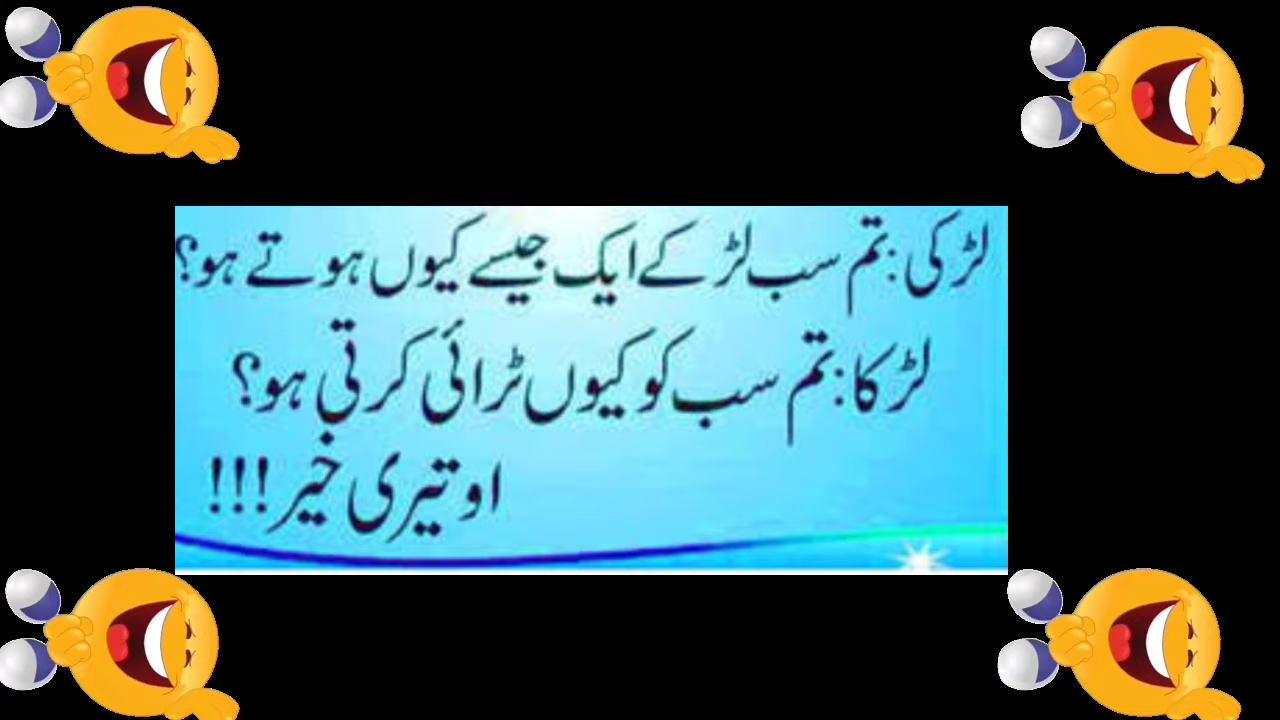 لڑکی: تم سب لڑکے ایک جیسے کیوں ہوتے ہو؟
لڑکا: تم سب کو کیوں ٹرائی کرتی ہو؟
او تیری خیر !!!